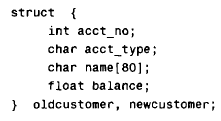 struct {
int acct_no;
char acct_type;
char name[80];
float balance;
} oldcustomer, newcustomer;